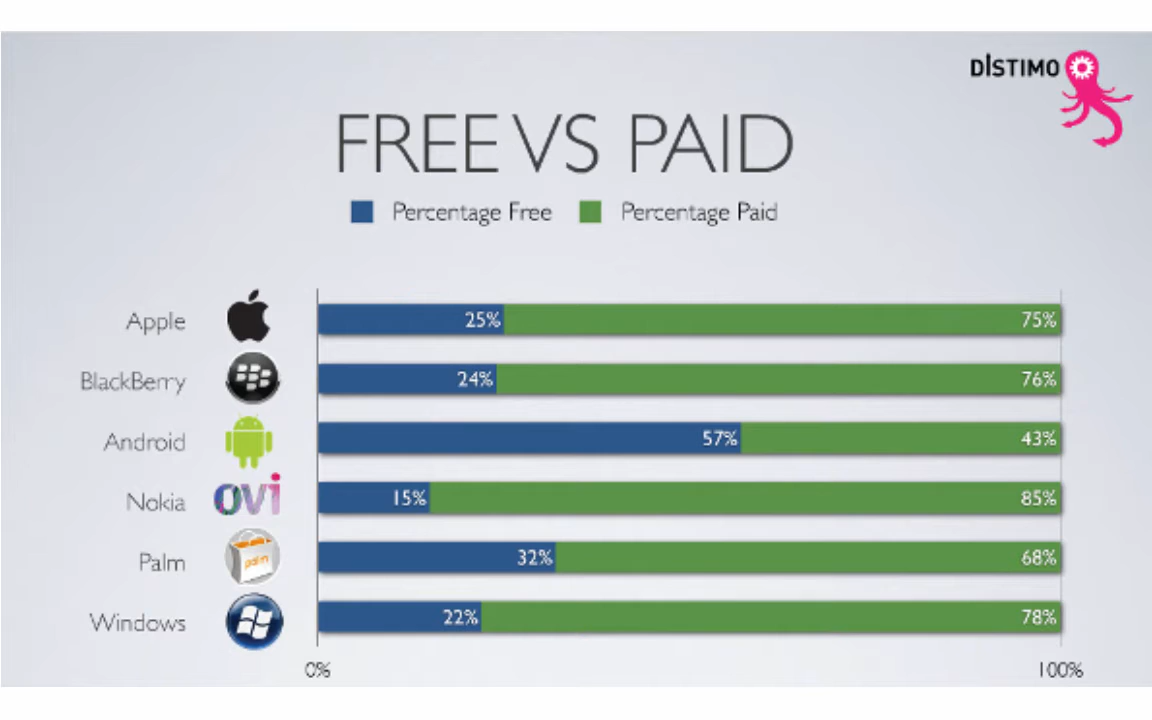 DISTIMO
FREE VS PAID
Percentage Free Percentage Paid
Apple 25% 75%
BlackBerry 24% 76%
Android 57% 43%
Nokia ovi 15% 85%
Palm palm 32% 68%
Windows 22% 78%
0% 100%